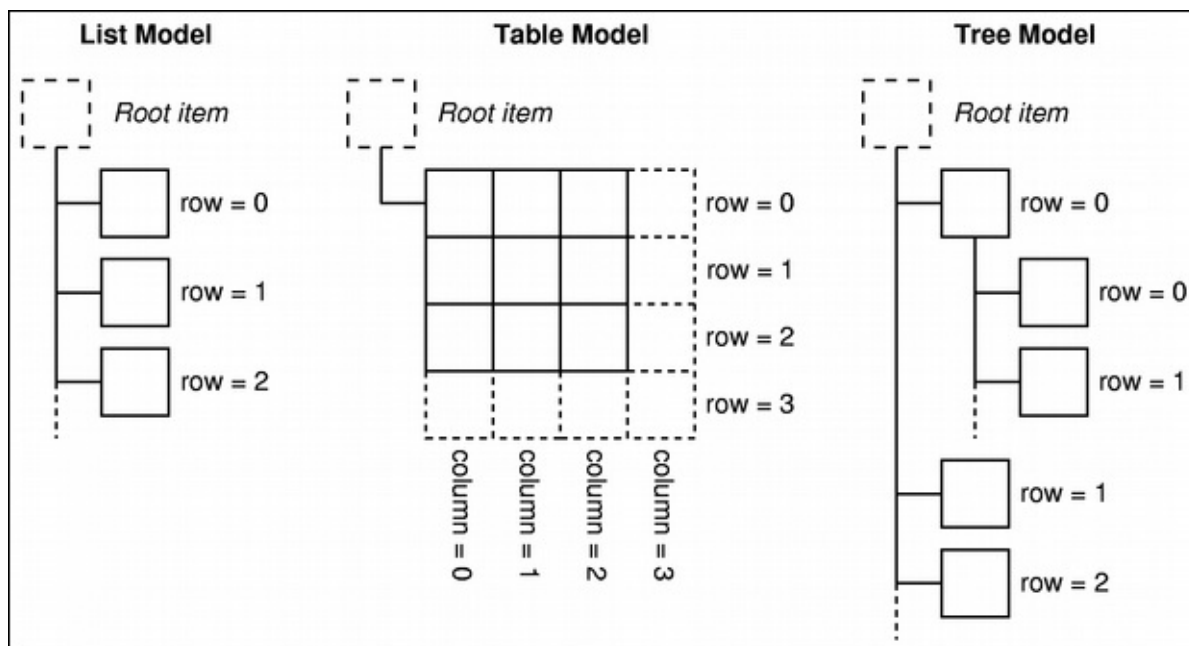 List Model
Root item
row = 0
row = 1
row = 2
Table Model
Root item
row = 0
row = 1
row = 2
row = 3
column = 0
column = 1
column = 2
column = 3
Tree Model
Root item
row = 0
row = 0
row = 1
row = 1
row = 2